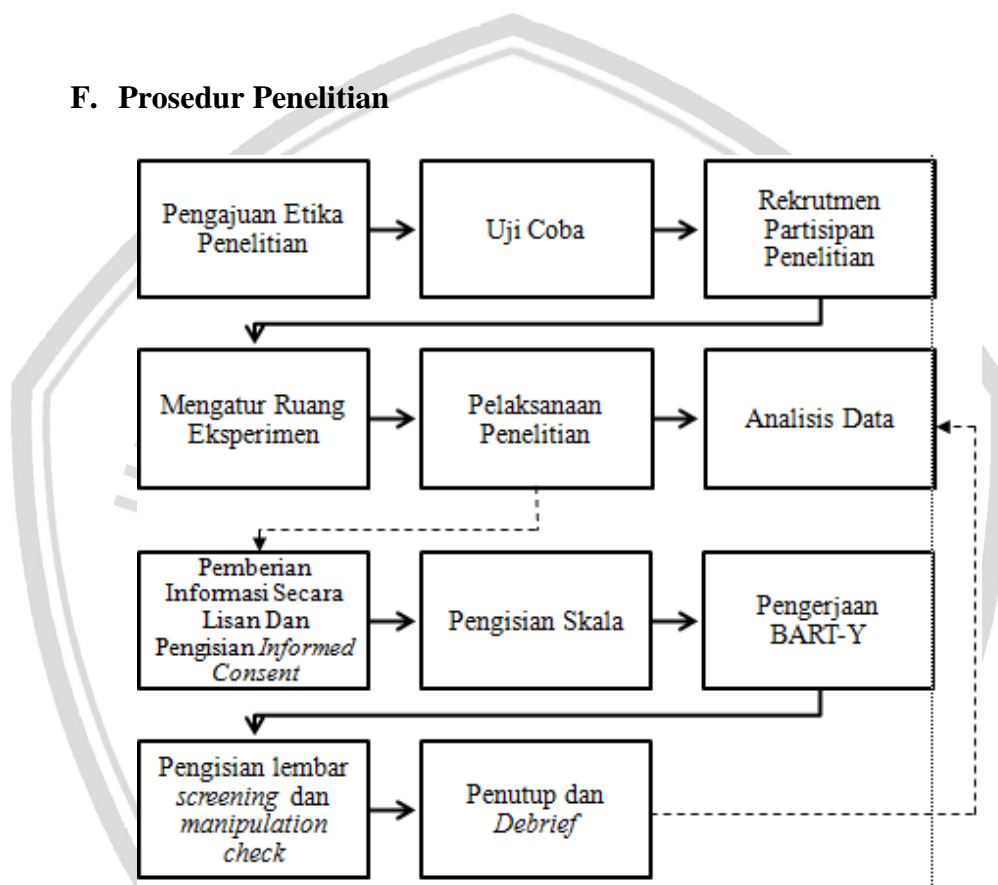 F. Prosedur Penelitian
Pengajuan Etika
Penelitian
Uji Coba
Rekrutmen
Partisipan
Penelitian
Mengatur Ruang
Eksperimen
Pelaksanaan
Penelitian
Analisis Data
Pemberian
Informasi Secara
Lisan Dan
Pengisian Informed
Consent
Pengisian Skala
Pengerjaan
BART-Y
Pengisian lembar
screening dan
manipulation
check
Penutup dan
Debrief